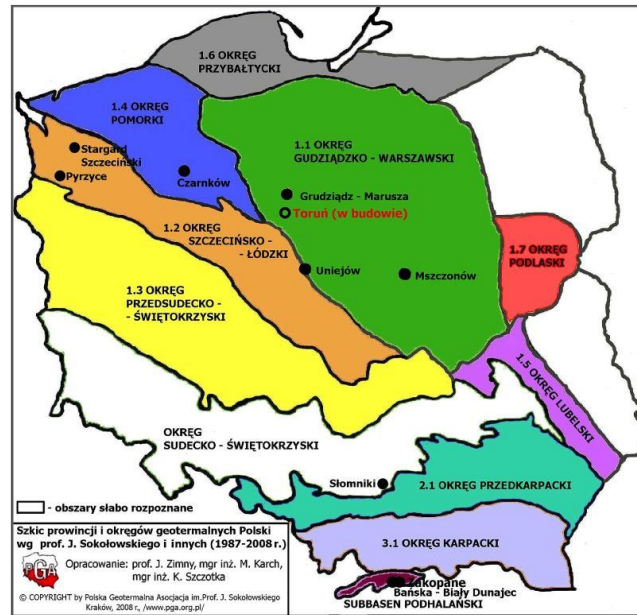 1.6 OKRĘG
PRZYBAŁTYCKI
1.4 OKRĘG
POMORKI
1.1 OKRĘG
GUDZIĄDZKO - WARSZAWSKI
Stargard
Szczeciński
Pyrzyce
Czarnków
Grudziądz - Marusza
Toruń (w budowie)
1.2 OKRĘG
SZCZECIŃSKO -
- ŁÓDZKI
1.7 OKRĘG
PODLASKI
Uniejów
Mszczonów
1.3 OKRĘG
PRZEDSUDECKO -
- ŚWIĘTOKRZYSKI
1.5 OKRĘG LUBELSKI
OKRĘG
SUDECKO - ŚWIĘTOKRZYSKI
Słomniki
2.1 OKRĘG PRZEDKARPACKI
- obszary słabo rozpoznane
3.1 OKRĘG KARPACKI
Szkic prowincji i okręgów geotermalnych Polski
wg prof. J. Sokołowskiego i innych (1987-2008 r.)
PGA
Opracowanie: prof. J. Zimny, mgr inż. M. Karch,
mgr inż. K. Szczotka
© COPYRIGHT by Polska Geotermalna Asocjacja im.Prof. J. Sokołowskiego
Kraków, 2008 r., /www.pga.org.pl/
Zakopane
Bańska - Biały Dunajec
SUBBASEN PODHALAŃSKI